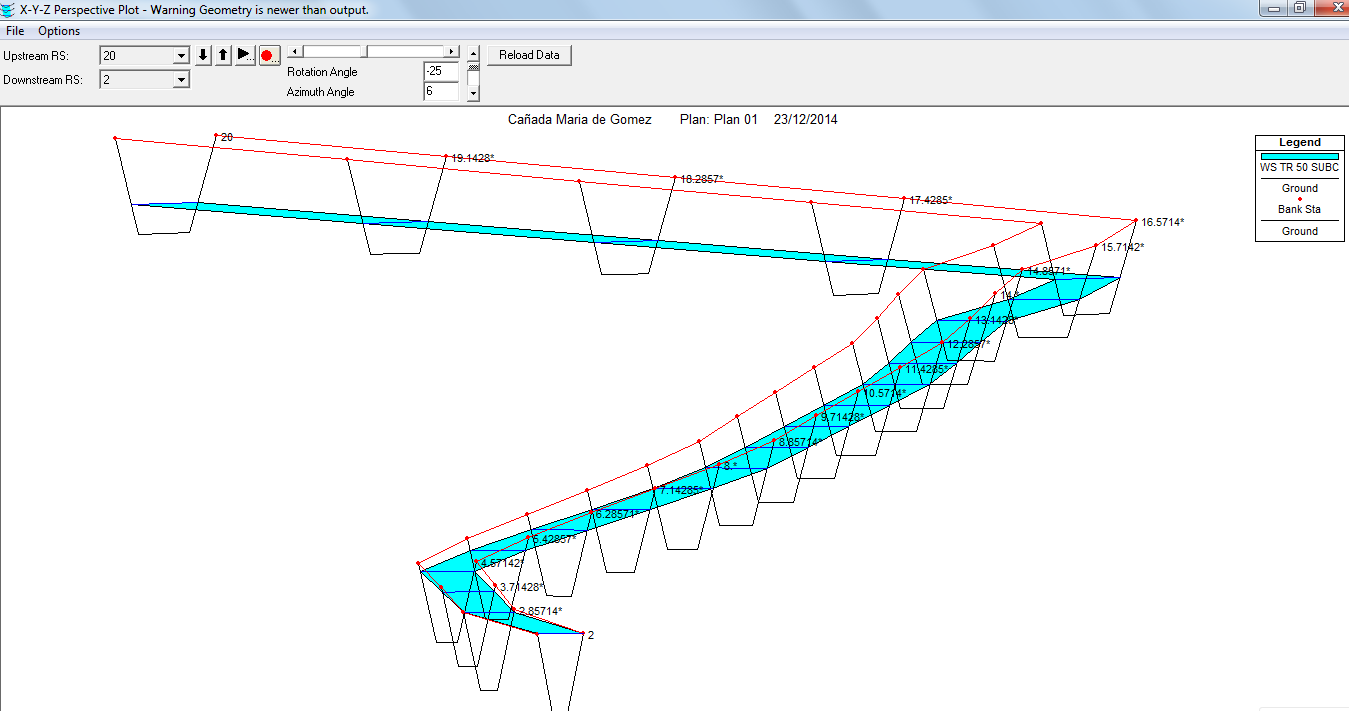 X-Y-Z Perspective Plot - Warning Geometry is newer than output.
File Options
Upstream RS: 20
Downstream RS: 2
Reload Data
Rotation Angle -25
Azimuth Angle 6
Cañada Maria de Gomez Plan: Plan 01 23/12/2014
Legend
WS TR 50 SUBC
Ground
Bank Sta
Ground
20
19.1428*
18.2857*
17.4285*
16.5714*
15.7142*
14.8571*
14.*
13.1428*
12.2857*
11.4285*
10.5714*
9.71428*
8.85714*
8.*
7.14285*
6.28571*
5.42857*
4.57142*
3.71428*
2.85714*
2